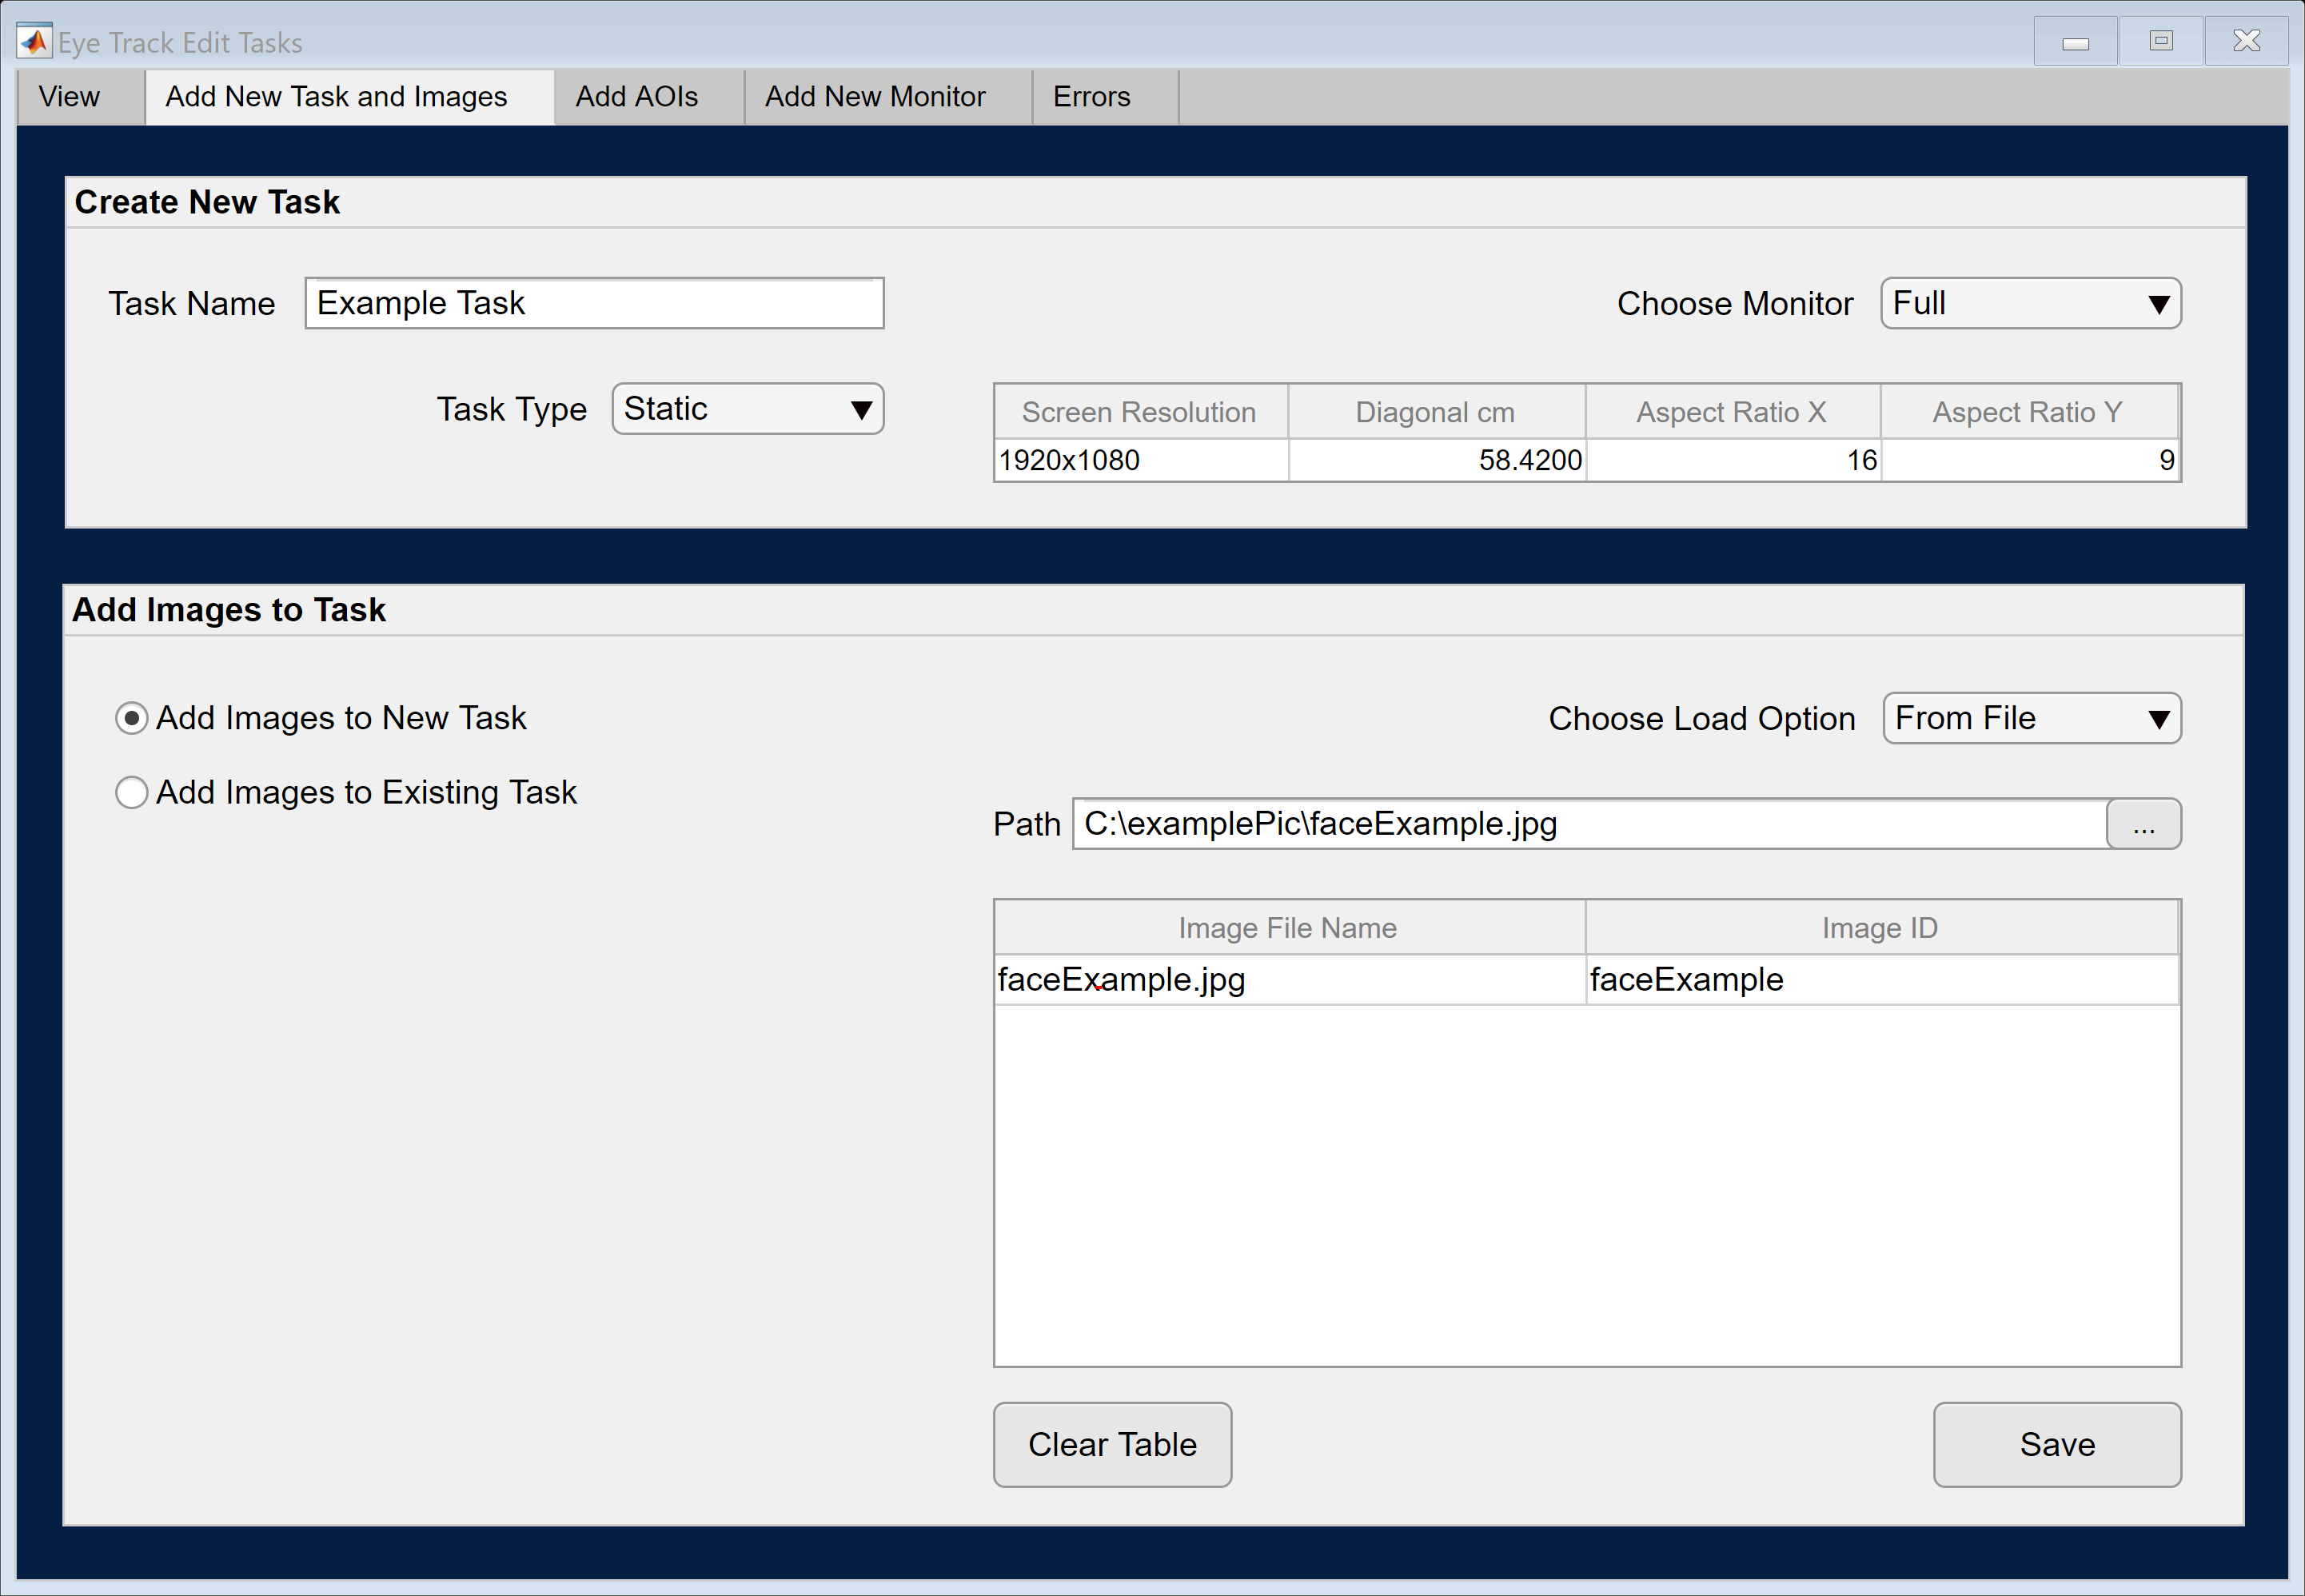 Eye Track Edit Tasks
View Add New Task and Images Add AOIs Add New Monitor Errors
Create New Task
Task Name Example Task Choose Monitor Full
Task Type Static
Screen Resolution Diagonal cm Aspect Ratio X Aspect Ratio Y
1920x1080 58.4200 16 9
Add Images to Task
Add Images to New Task Choose Load Option From File
Add Images to Existing Task
Path C:\examplePic\faceExample.jpg ...
Image File Name Image ID
faceExample.jpg faceExample
Clear Table Save